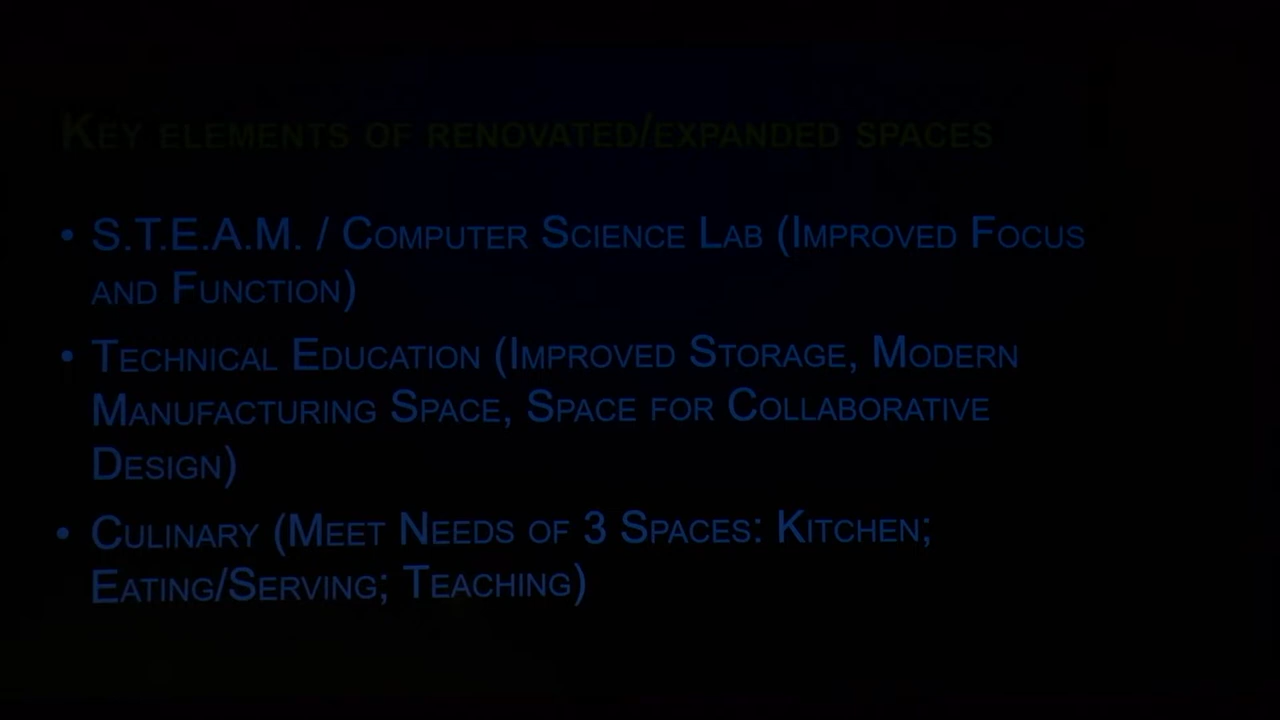 Key elements of renovated/expanded spaces
• S.T.E.A.M. / Computer Science Lab (Improved Focus
and Function)
• Technical Education (Improved Storage, Modern
Manufacturing Space, Space for Collaborative
Design)
• Culinary (Meet Needs of 3 Spaces: Kitchen;
Eating/Serving; Teaching)